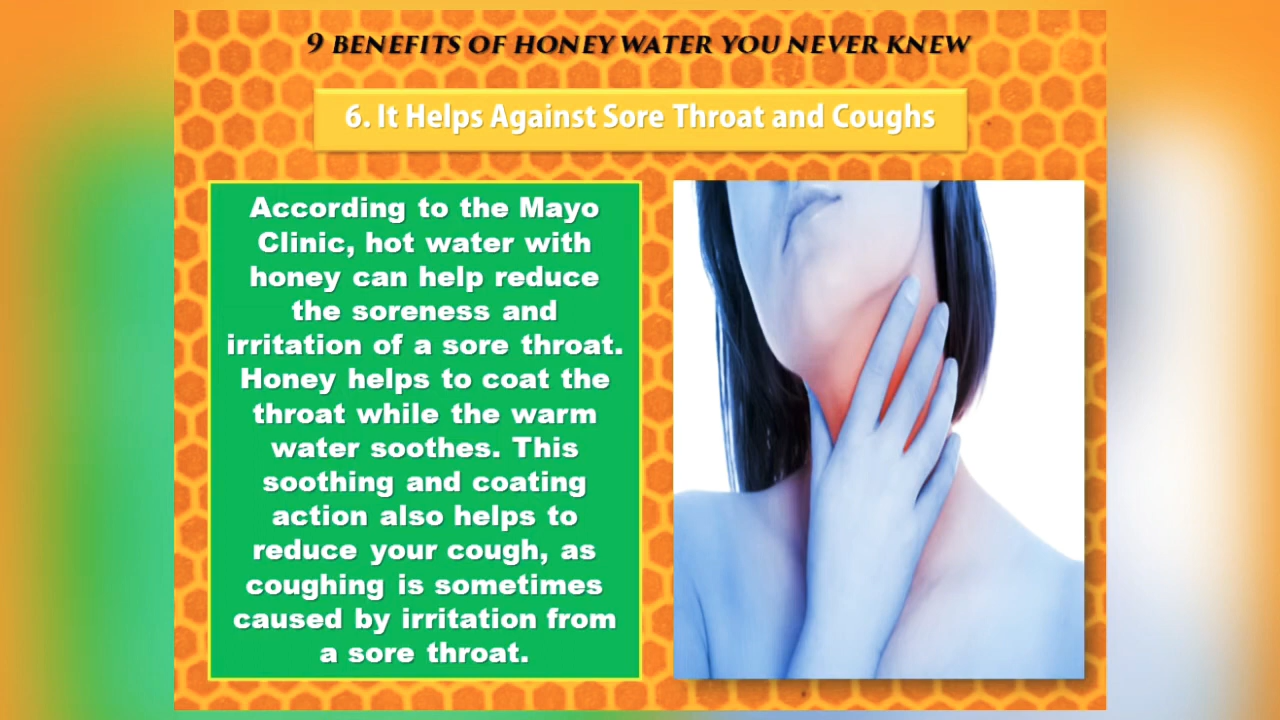 9 BENEFITS OF HONEY WATER YOU NEVER KNEW
6. It Helps Against Sore Throat and Coughs
According to the Mayo
Clinic, hot water with
honey can help reduce
the soreness and
irritation of a sore throat.
Honey helps to coat the
throat while the warm
water soothes. This
soothing and coating
action also helps to
reduce your cough, as
coughing is sometimes
caused by irritation from
a sore throat.